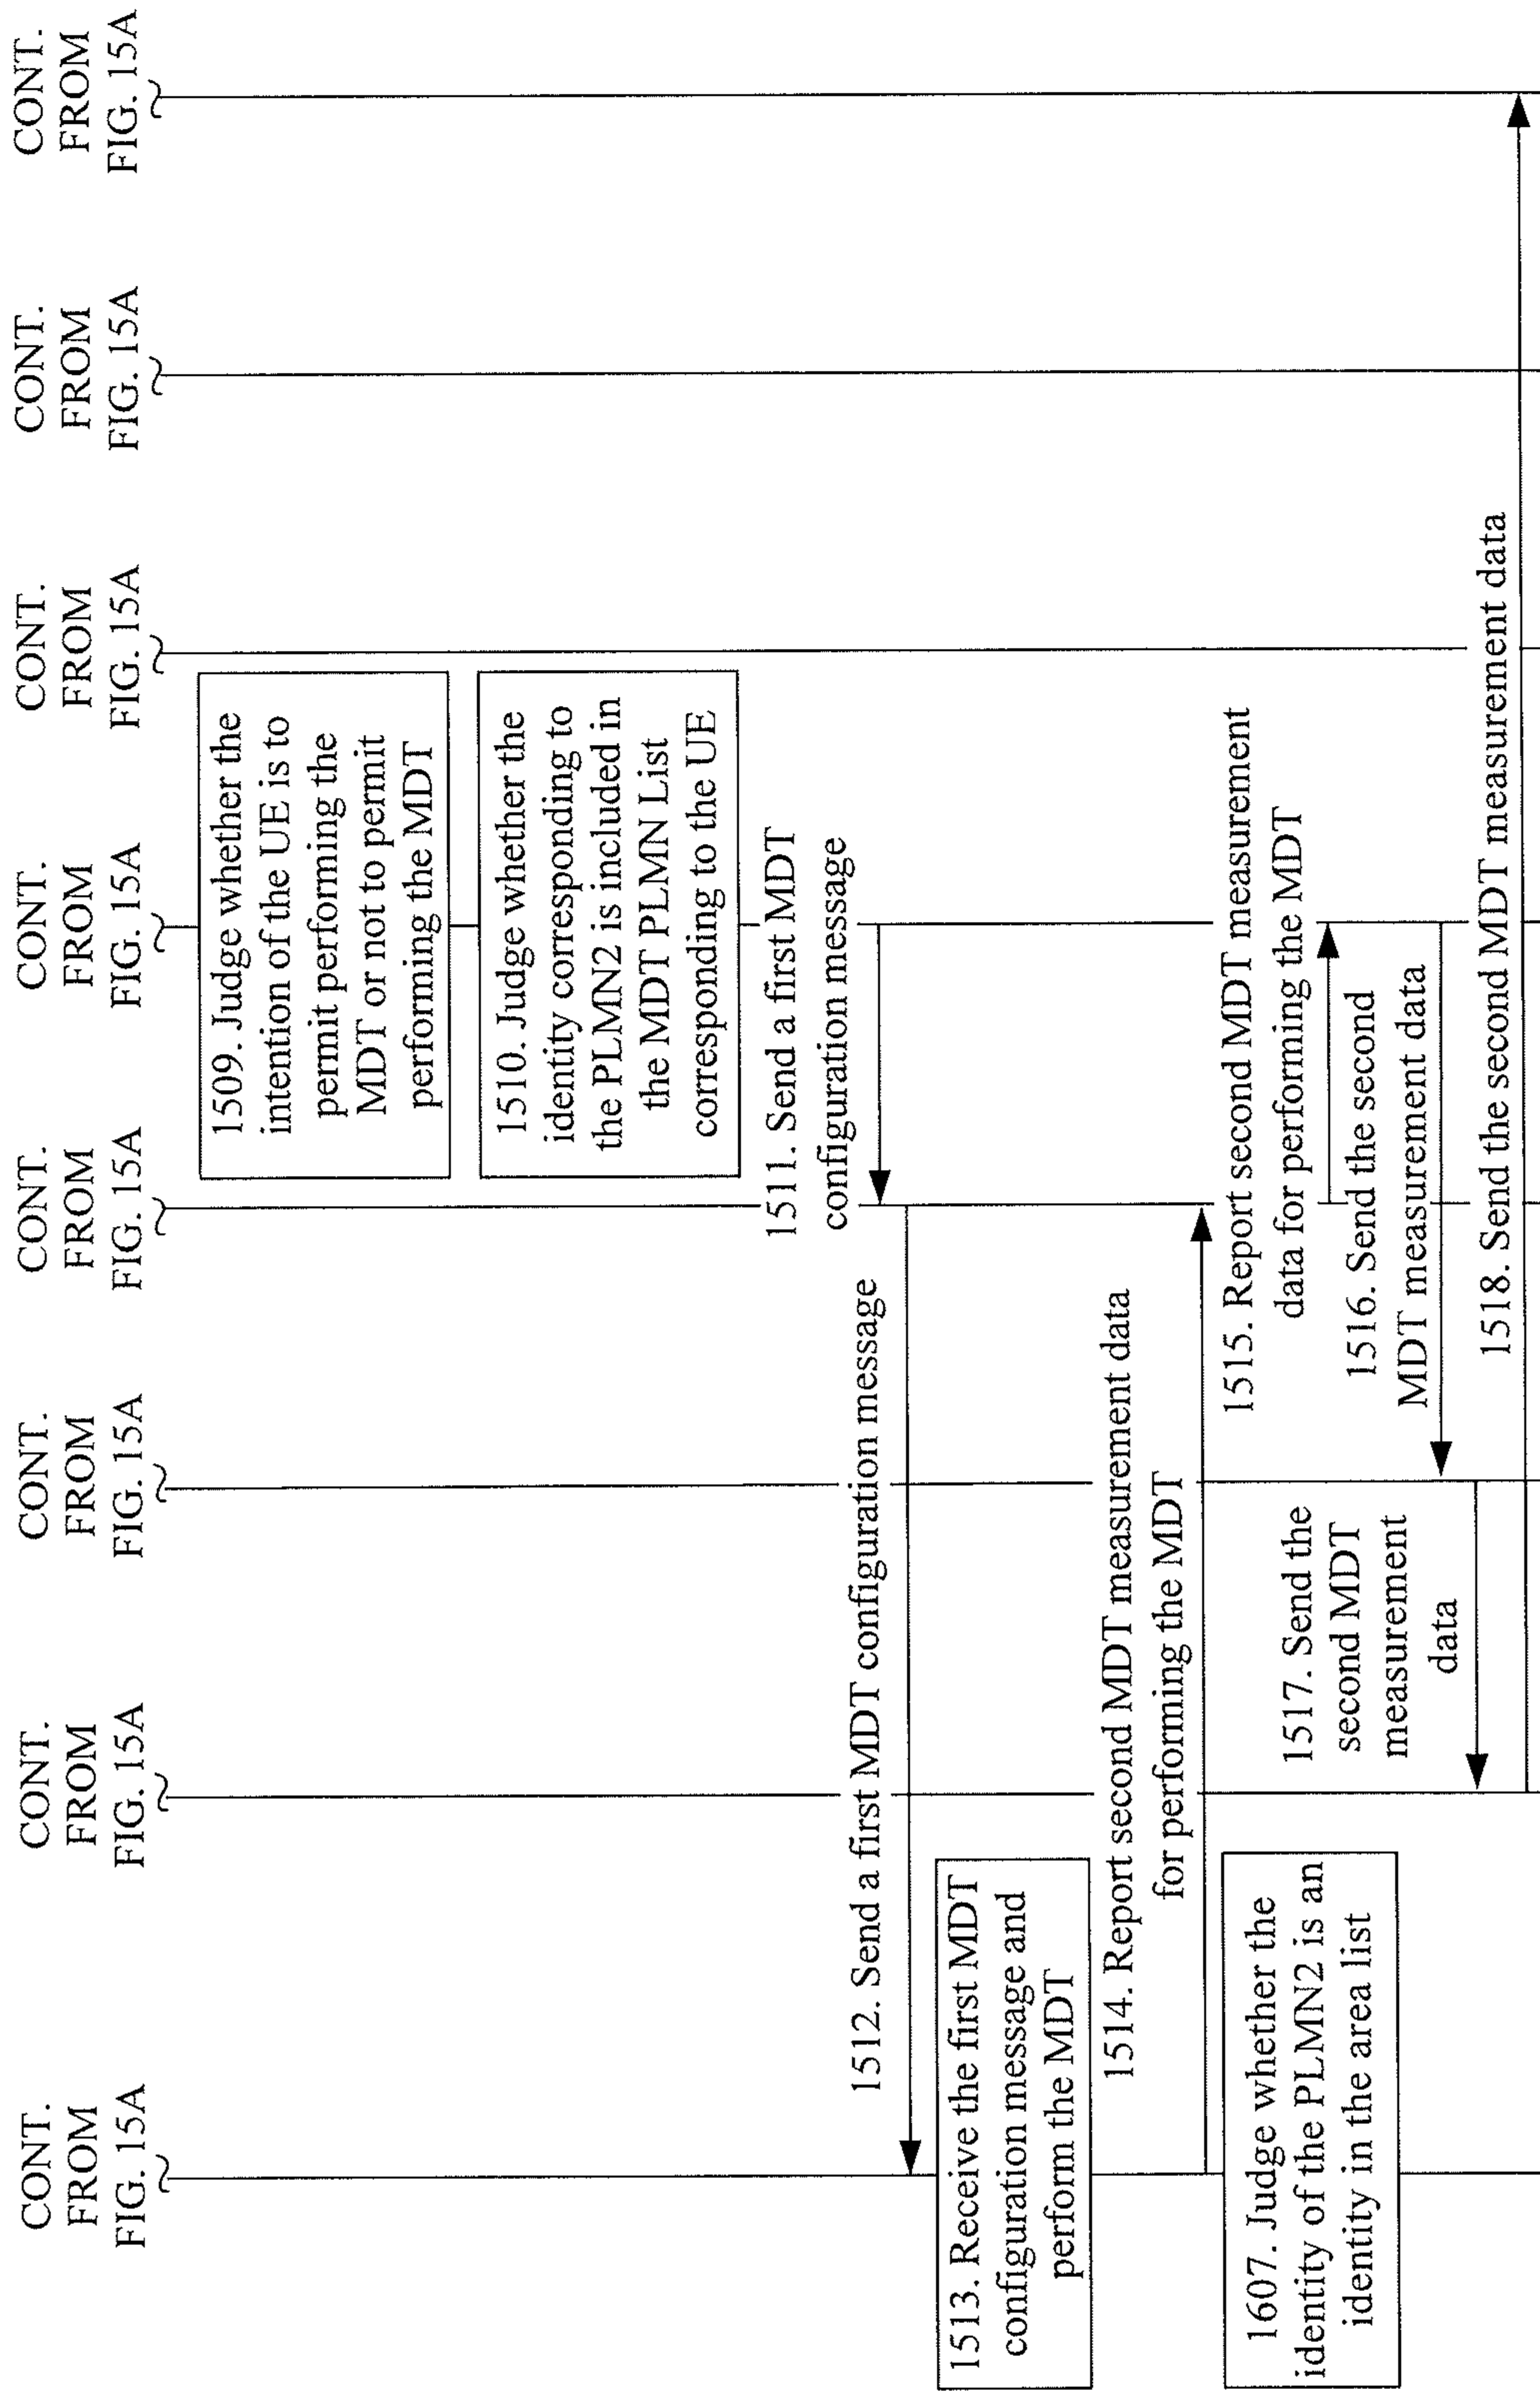 CONT.
FROM
FIG. 15A
CONT.
FROM
FIG. 15A
CONT.
FROM
FIG. 15A
CONT.
FROM
FIG. 15A
CONT.
FROM
FIG. 15A
CONT.
FROM
FIG. 15A
CONT.
FROM
FIG. 15A
CONT.
FROM
FIG. 15A
1509. Judge whether the
intention of the UE is to
permit performing the
MDT or not to permit
performing the MDT
1510. Judge whether the
identity corresponding to
the PLMN2 is included in
the MDT PLMN List
corresponding to the UE
1511. Send a first MDT
configuration message
1512. Send a first MDT configuration message
1513. Receive the first MDT
configuration message and
perform the MDT
1514. Report second MDT measurement data
for performing the MDT
1515. Report second MDT measurement
data for performing the MDT
1607. Judge whether the
identity of the PLMN2 is an
identity in the area list
1516. Send the second
MDT measurement data
1517. Send the
second MDT
measurement
data
1518. Send the second MDT measurement data